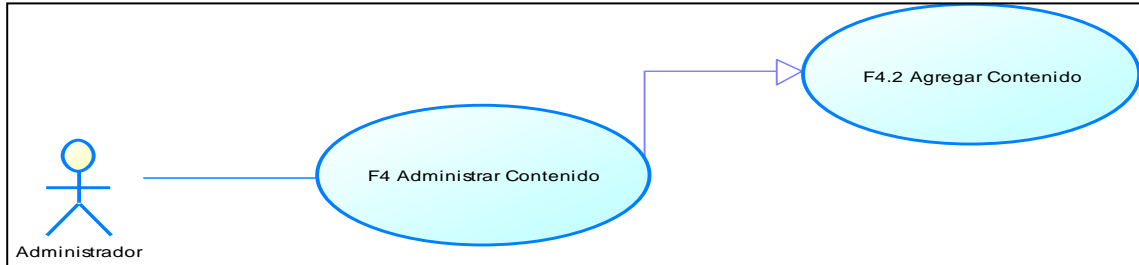 F4.2 Agregar Contenido
F4 Administrar Contenido
Administrador